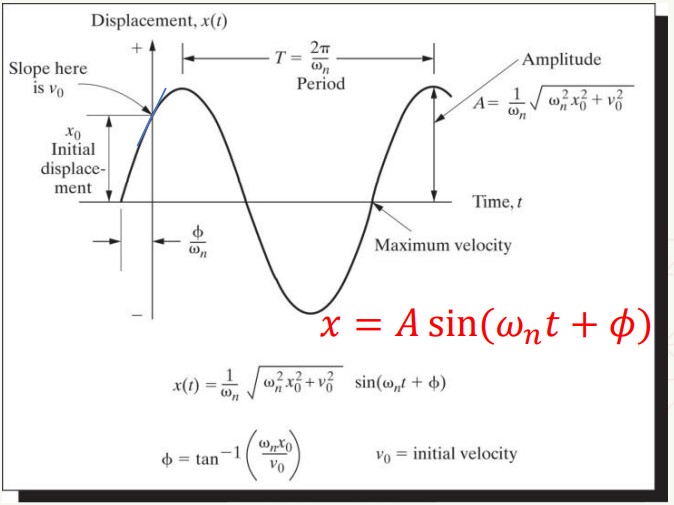 Displacement, x(t)
+
T = 2π/ωₙ
Period
Slope here
is v₀
Amplitude
A = 1/ωₙ √(ωₙ²x₀² + v₀²)
x₀
Initial
displace-
ment
Time, t
ϕ/ωₙ
Maximum velocity
−
x = A sin(ωₙt + ϕ)
x(t) = 1/ωₙ √(ωₙ²x₀² + v₀²) sin(ωₙt + ϕ)
ϕ = tan⁻¹(ωₙx₀/v₀)
v₀ = initial velocity